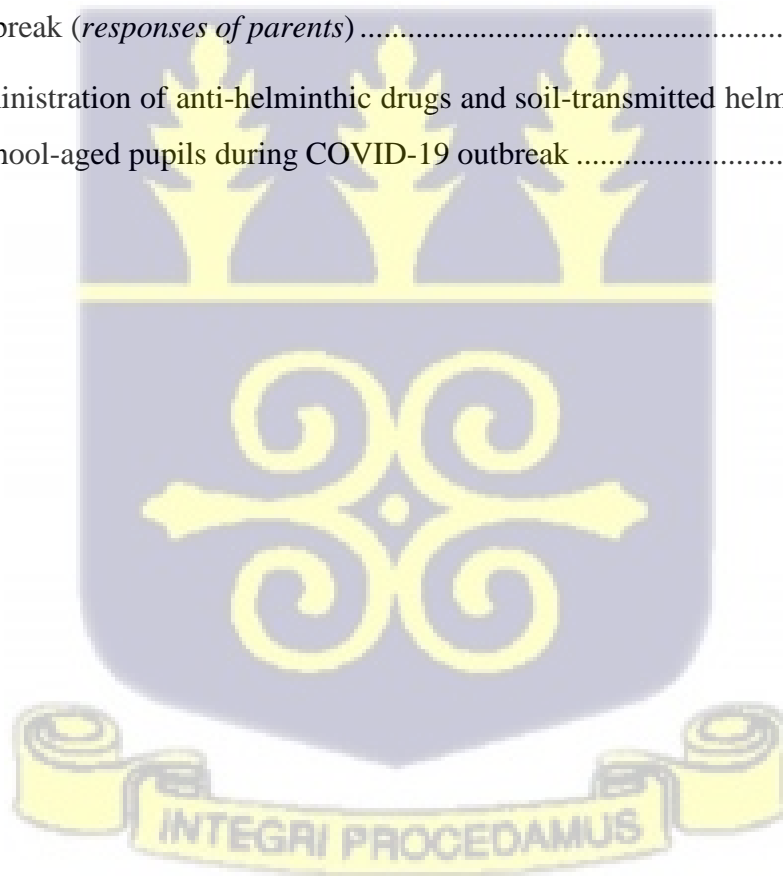 break (responses of parents) ..........................................................
ministration of anti-helminthic drugs and soil-transmitted helm
hool-aged pupils during COVID-19 outbreak ..............................
INTEGRI PROCEDAMUS